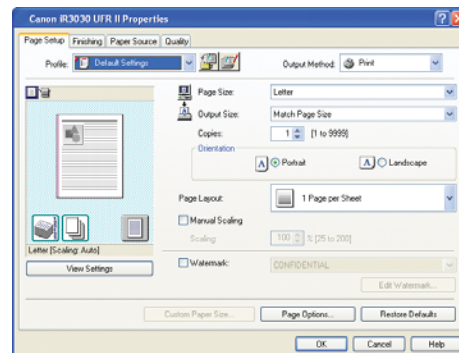 Canon iR3030 UFR II Properties
Page Setup Finishing Paper Source Quality
Profile: Default Settings Output Method: Print
Page Size: Letter
Output Size: Match Page Size
Copies: 1 [1 to 9999]
Orientation
A Portrait A Landscape
Page Layout: 1 Page per Sheet
Manual Scaling
Scaling: 100 % [25 to 200]
Letter [Scaling: Auto]
View Settings
Watermark: CONFIDENTIAL
Edit Watermark...
Custom Paper Size... Page Options... Restore Defaults
OK Cancel Help